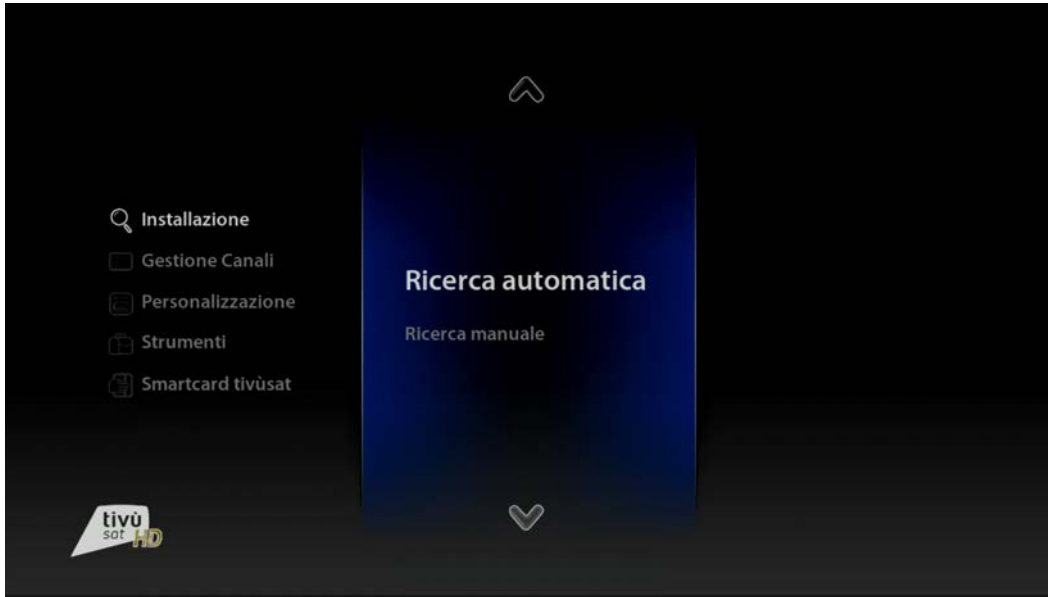 Installazione
Gestione Canali
Personalizzazione
Strumenti
Smartcard tivùsat
Ricerca automatica
Ricerca manuale
tivù
sat HD